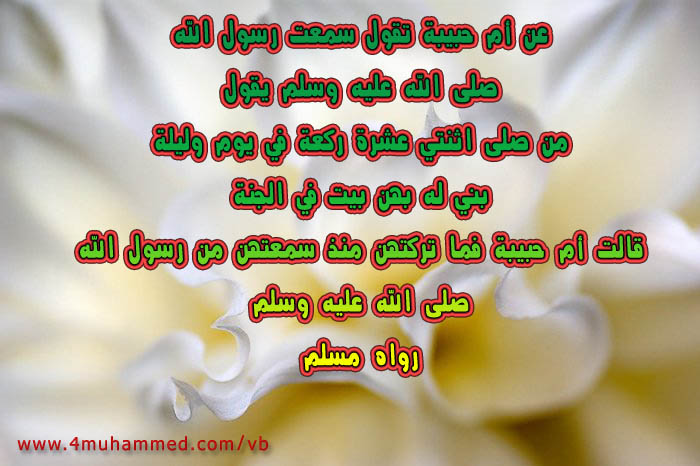 عن أم حبيبة تقول سمعت رسول الله
صلى الله عليه وسلم يقول
من صلى اثنتي عشرة ركعة في يوم وليلة
بني له بهن بيت في الجنة
قالت أم حبيبة فما تركتهن منذ سمعتهن من رسول الله
صلى الله عليه وسلم
رواه مسلم
www.4muhammed.com/vb